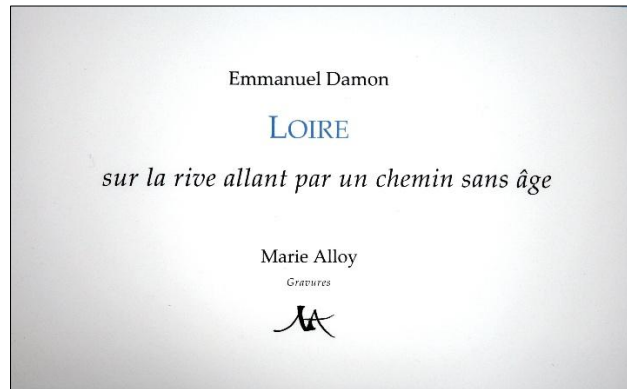 Emmanuel Damon
LOIRE
sur la rive allant par un chemin sans âge
Marie Alloy
Gravures